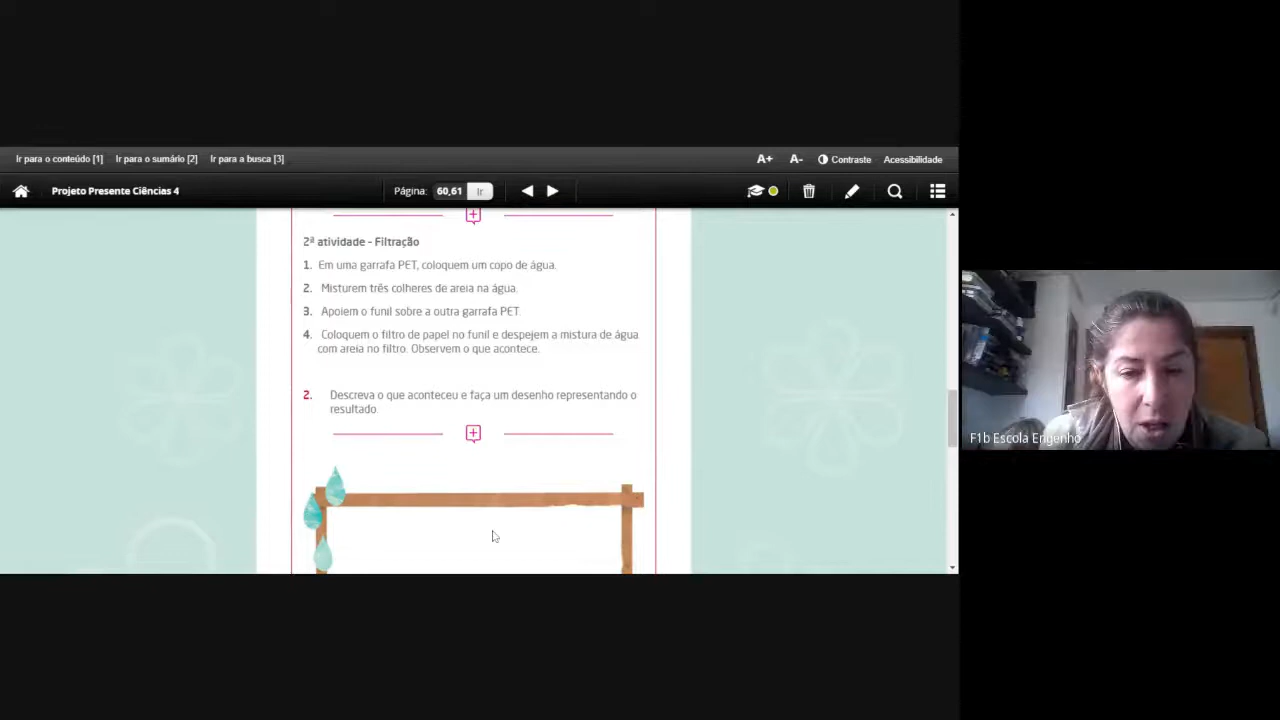 Ir para o conteúdo [1] Ir para o sumário [2] Ir para a busca [3] A+ A- Contraste Acessibilidade
Projeto Presente Ciências 4 Página: 60,61 Ir
2ª atividade - Filtração
1. Em uma garrafa PET, coloquem um copo de água.
2. Misturem três colheres de areia na água.
3. Apoiem o funil sobre a outra garrafa PET.
4. Coloquem o filtro de papel no funil e despejem a mistura de água
com areia no filtro. Observem o que acontece.
2. Descreva o que aconteceu e faça um desenho representando o
resultado.
F1b Escola Engenho